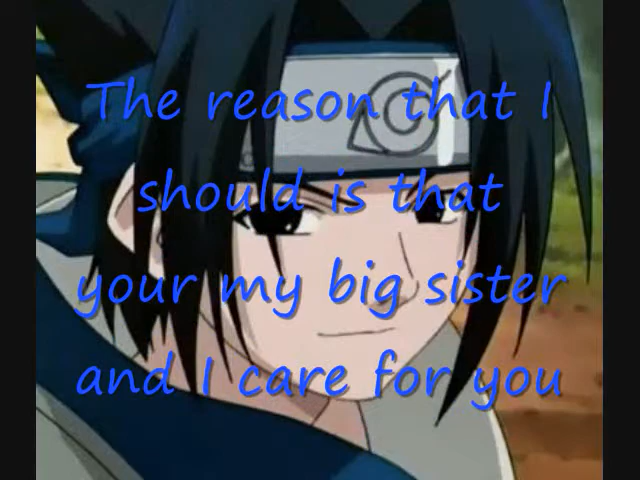 The reason that I
should is that
your my big sister
and I care for you